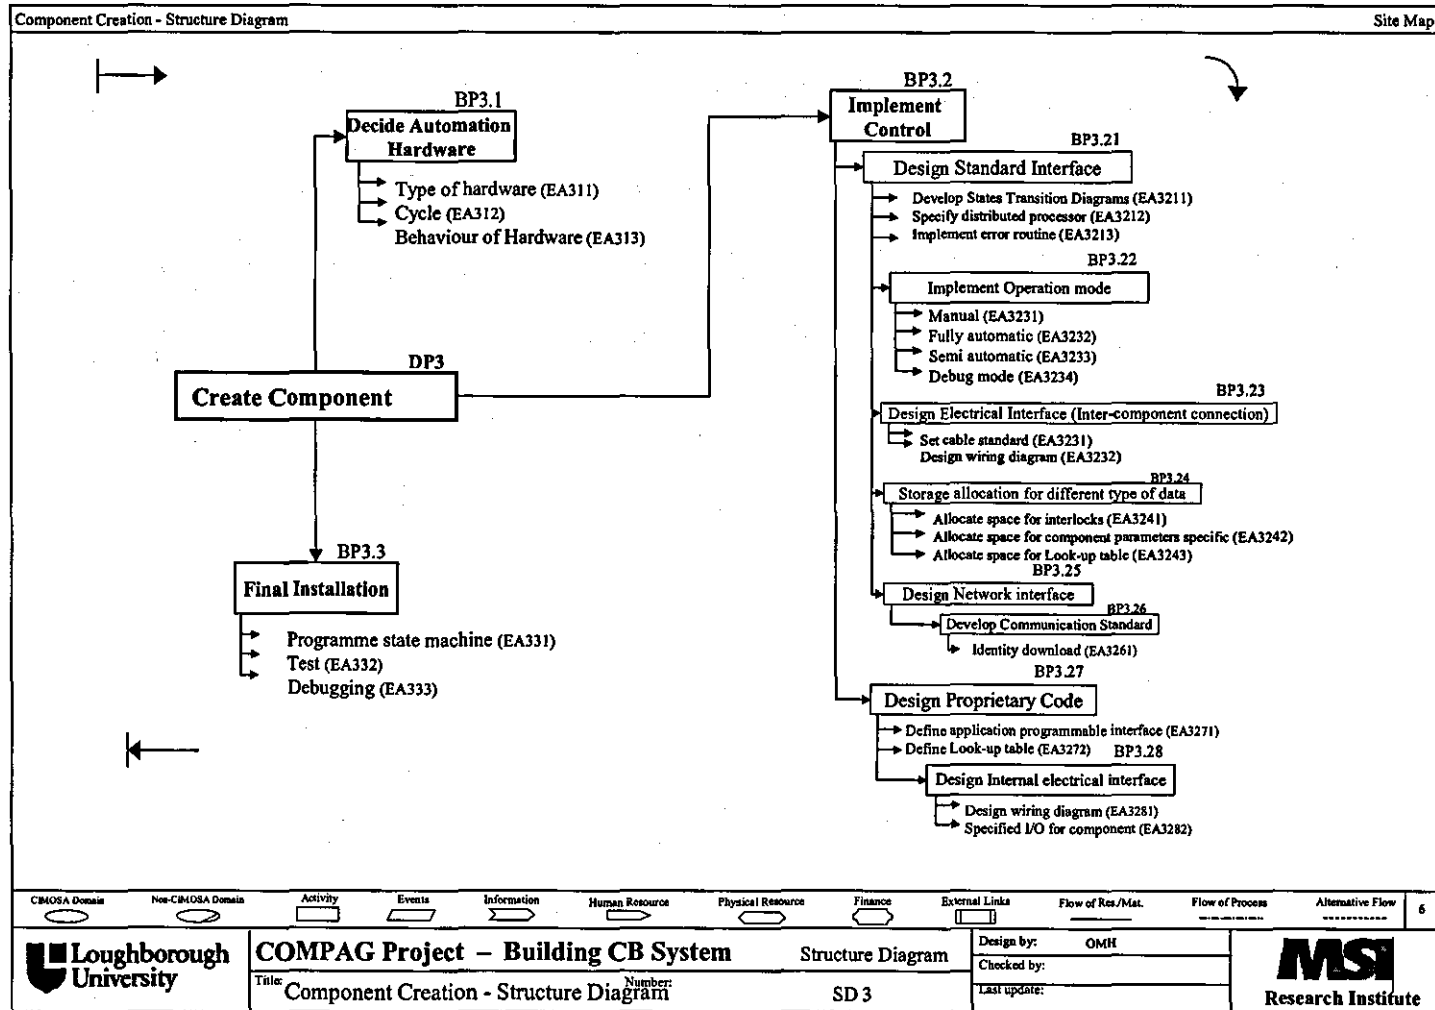 Component Creation - Structure Diagram
Site Map
BP3.1
Decide Automation
Hardware
Type of hardware (EA311)
Cycle (EA312)
Behaviour of Hardware (EA313)
DP3
Create Component
BP3.3
Final Installation
Programme state machine (EA331)
Test (EA332)
Debugging (EA333)
BP3.2
Implement
Control
BP3.21
Design Standard Interface
Develop States Transition Diagrams (EA3211)
Specify distributed processor (EA3212)
Implement error routine (EA3213)
BP3.22
Implement Operation mode
Manual (EA3231)
Fully automatic (EA3232)
Semi automatic (EA3233)
Debug mode (EA3234)
BP3.23
Design Electrical Interface (Inter-component connection)
Set cable standard (EA3231)
Design wiring diagram (EA3232)
BP3.24
Storage allocation for different type of data
Allocate space for interlocks (EA3241)
Allocate space for component parameters specific (EA3242)
Allocate space for Look-up table (EA3243)
BP3.25
Design Network interface
BP3.26
Develop Communication Standard
Identity download (EA3261)
BP3.27
Design Proprietary Code
Define application programmable interface (EA3271)
Define Look-up table (EA3272)
BP3.28
Design Internal electrical interface
Design wiring diagram (EA3281)
Specified I/O for component (EA3282)
CIMOSA Domain
Non-CIMOSA Domain
Activity
Events
Information
Human Resource
Physical Resource
Finance
External Links
Flow of Res./Mat.
Flow of Process
Alternative Flow
6
Loughborough
University
COMPAG Project – Building CB System
Structure Diagram
Title:
Component Creation - Structure Diagram
Number:
SD 3
Design by:
OMH
Checked by:
Last update:
MSI
Research Institute